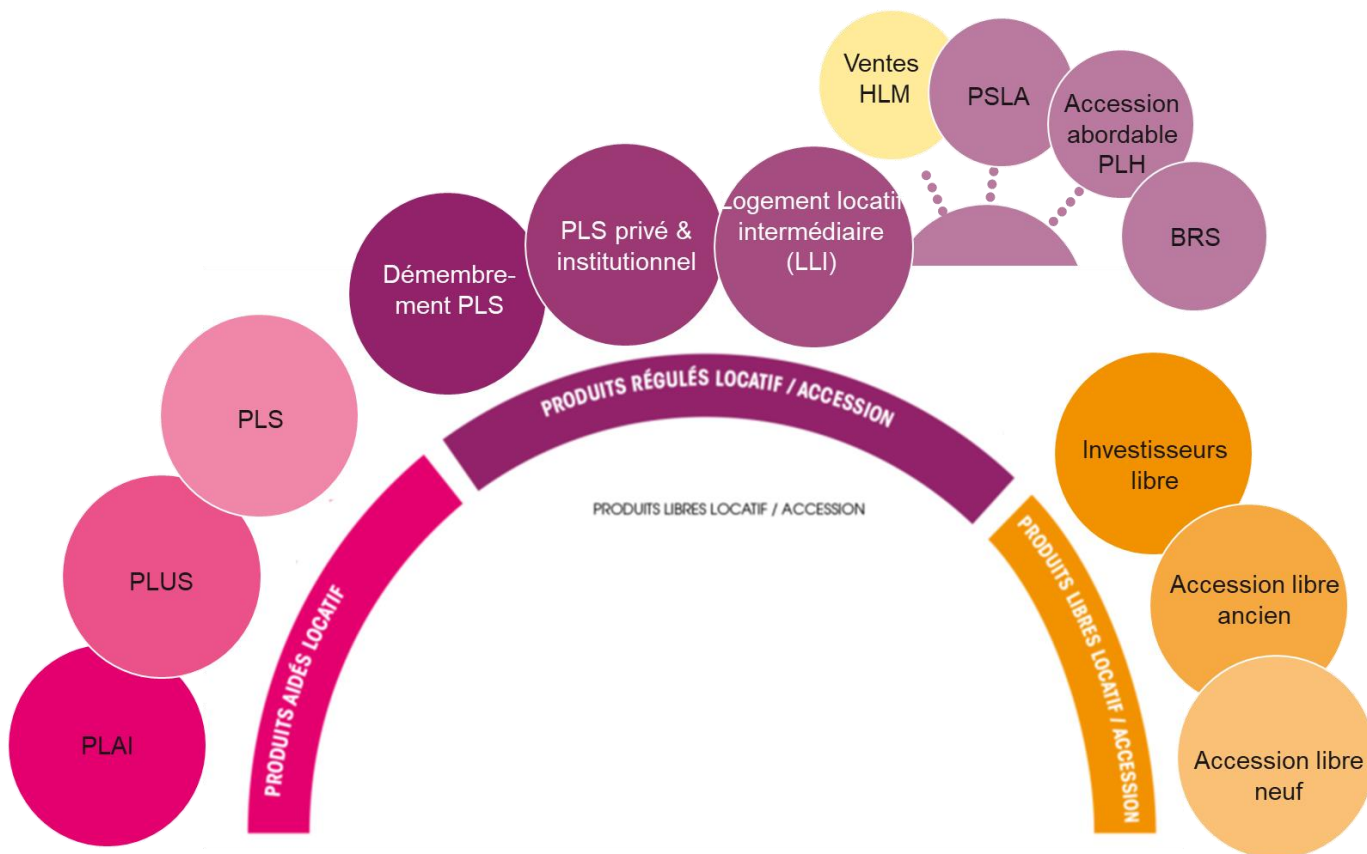 Ventes
HLM
PSLA
Accession
abordable
PLH
BRS
Logement locatif
intermédiaire
(LLI)
PLS privé &
institutionnel
Démembre-
ment PLS
PLS
PLUS
PLAI
PRODUITS AIDÉS LOCATIF
PRODUITS RÉGULÉS LOCATIF / ACCESSION
PRODUITS LIBRES LOCATIF / ACCESSION
PRODUITS LIBRES LOCATIF / ACCESSION
Investisseurs
libre
Accession libre
ancien
Accession libre
neuf